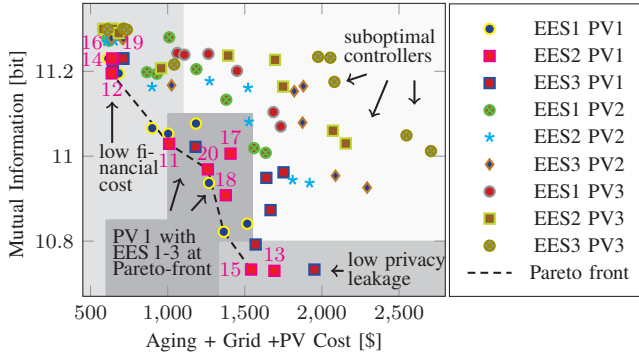 Mutual Information [bit]
11.2
11
10.8
500
1,000
1,500
2,000
2,500
Aging + Grid +PV Cost [$]
16
19
14
12
11
17
20
18
15
13
suboptimal
controllers
low fi-
nancial
cost
PV 1 with
EES 1-3 at
Pareto-front
low privacy
leakage
EES1 PV1
EES2 PV1
EES3 PV1
EES1 PV2
EES2 PV2
EES3 PV2
EES1 PV3
EES2 PV3
EES3 PV3
Pareto front